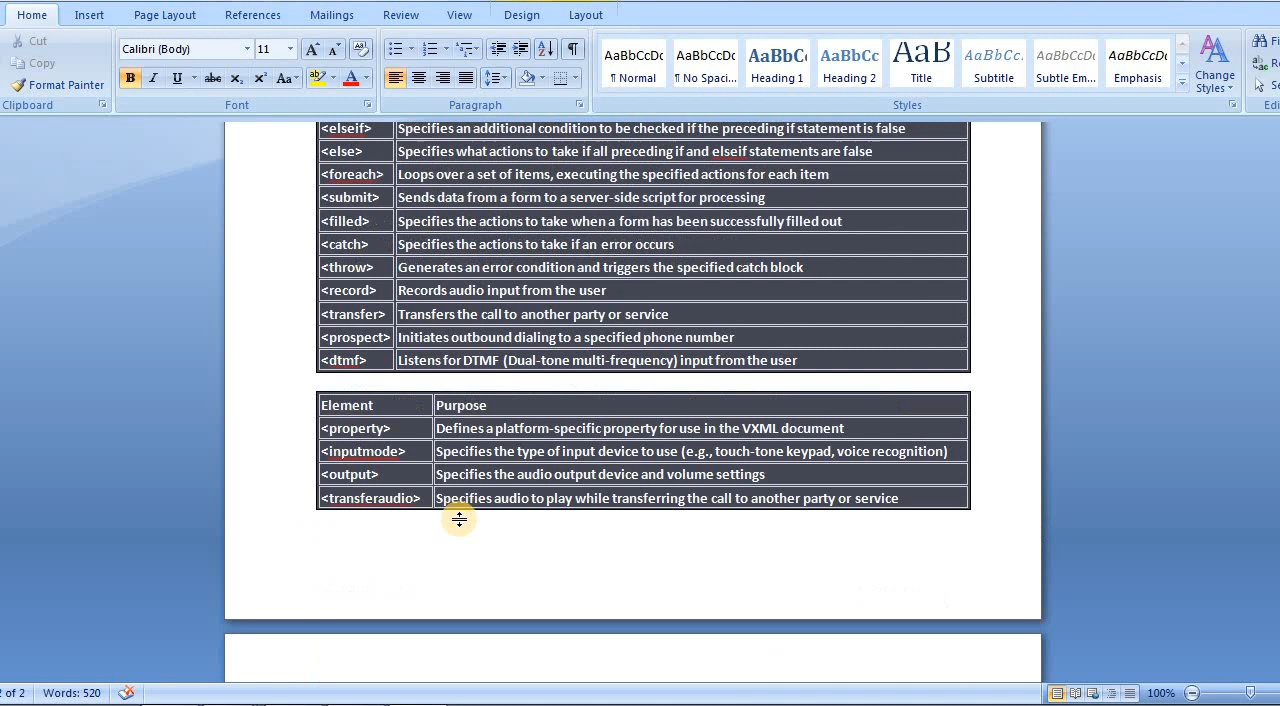 Home Insert Page Layout References Mailings Review View Design Layout
Cut
Copy
Format Painter
Clipboard
Calibri (Body) 11
Font
Paragraph
AaBbCcDc AaBbCcDc AaBbC AaBbCc AaB AaBbCc. AaBbCcDc AaBbCcDc
¶ Normal ¶ No Spaci... Heading 1 Heading 2 Title Subtitle Subtle Em... Emphasis
Change
Styles
Styles
<elseif> Specifies an additional condition to be checked if the preceding if statement is false
<else> Specifies what actions to take if all preceding if and elseif statements are false
<foreach> Loops over a set of items, executing the specified actions for each item
<submit> Sends data from a form to a server-side script for processing
<filled> Specifies the actions to take when a form has been successfully filled out
<catch> Specifies the actions to take if an error occurs
<throw> Generates an error condition and triggers the specified catch block
<record> Records audio input from the user
<transfer> Transfers the call to another party or service
<prospect> Initiates outbound dialing to a specified phone number
<dtmf> Listens for DTMF (Dual-tone multi-frequency) input from the user
Element Purpose
<property> Defines a platform-specific property for use in the VXML document
<inputmode> Specifies the type of input device to use (e.g., touch-tone keypad, voice recognition)
<output> Specifies the audio output device and volume settings
<transferaudio> Specifies audio to play while transferring the call to another party or service
2 of 2 Words: 520 100%